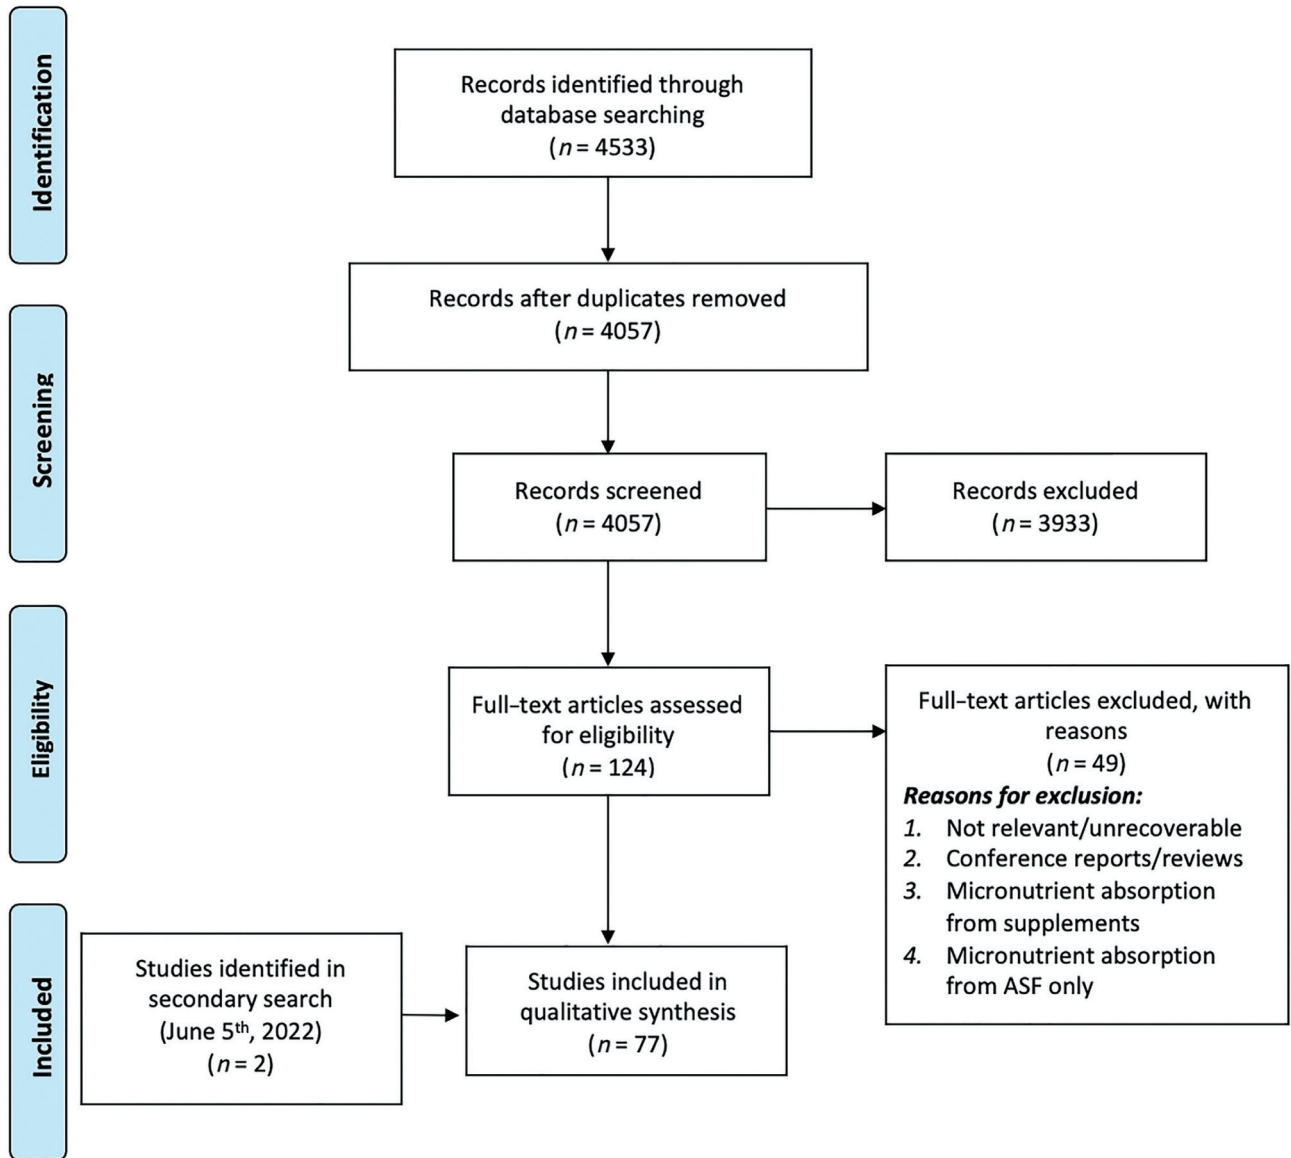 Identification
Records identified through
database searching
(n = 4533)
Records after duplicates removed
(n = 4057)
Screening
Records screened
(n = 4057)
Records excluded
(n = 3933)
Eligibility
Full-text articles assessed
for eligibility
(n = 124)
Full-text articles excluded, with
reasons
(n = 49)
Reasons for exclusion:
1. Not relevant/unrecoverable
2. Conference reports/reviews
3. Micronutrient absorption
from supplements
4. Micronutrient absorption
from ASF only
Included
Studies identified in
secondary search
(June 5th, 2022)
(n = 2)
Studies included in
qualitative synthesis
(n = 77)